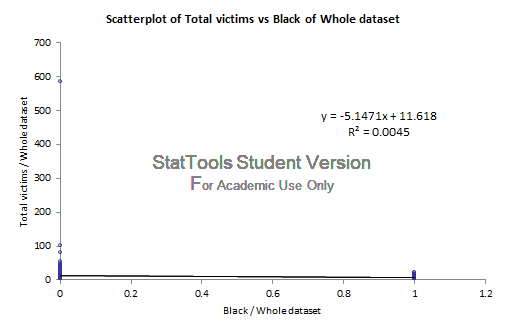 Scatterplot of Total victims vs Black of Whole dataset
700
600
500
400
300
200
100
0
Total victims / Whole dataset
y = -5.1471x + 11.618
R² = 0.0045
StatTools Student Version
For Academic Use Only
0
0.2
0.4
0.6
0.8
1
1.2
Black / Whole dataset